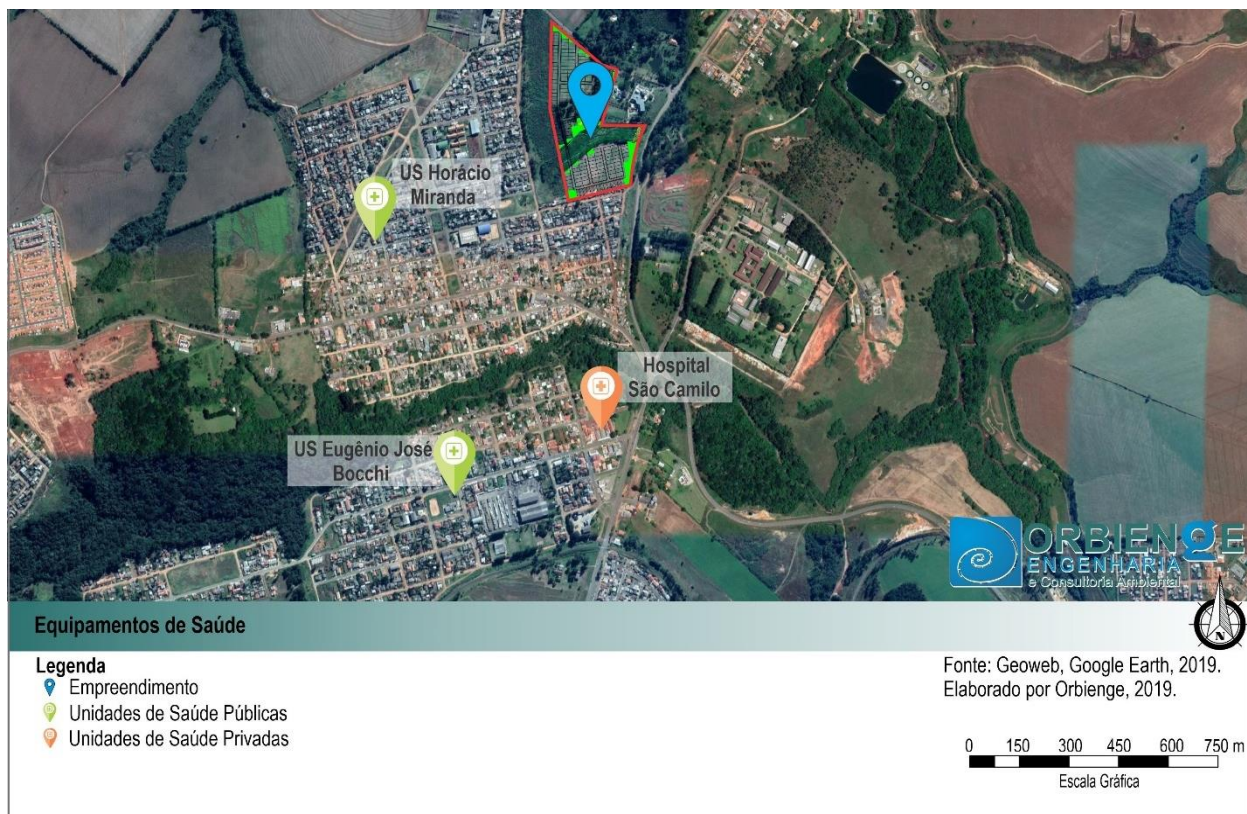 US Horácio
Miranda
Hospital
São Camilo
US Eugênio José
Bocchi
ORBIENGE
ENGENHARIA
e Consultoria Ambiental
Equipamentos de Saúde
N
Legenda
Empreendimento
Unidades de Saúde Públicas
Unidades de Saúde Privadas
Fonte: Geoweb, Google Earth, 2019.
Elaborado por Orbienge, 2019.
0 150 300 450 600 750 m
Escala Gráfica